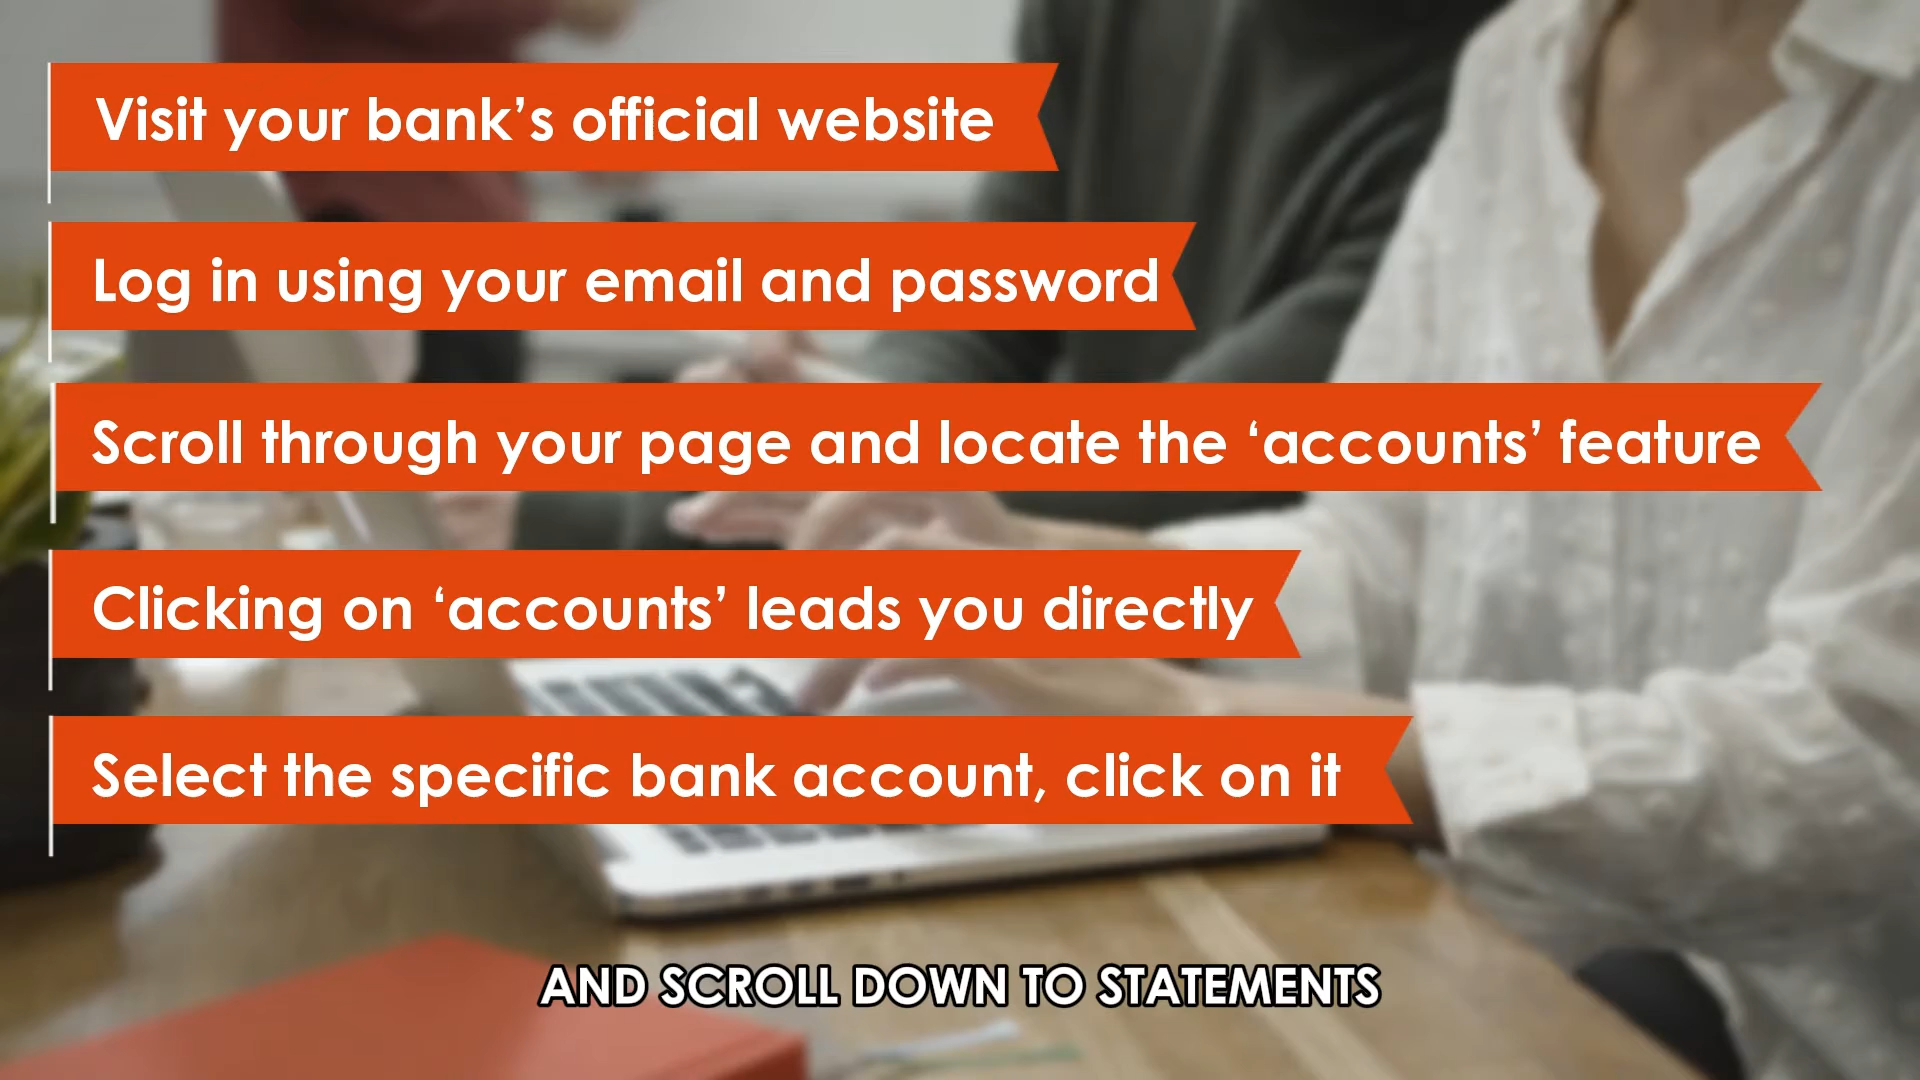 Visit your bank’s official website
Log in using your email and password
Scroll through your page and locate the ‘accounts’ feature
Clicking on ‘accounts’ leads you directly
Select the specific bank account, click on it
AND SCROLL DOWN TO STATEMENTS